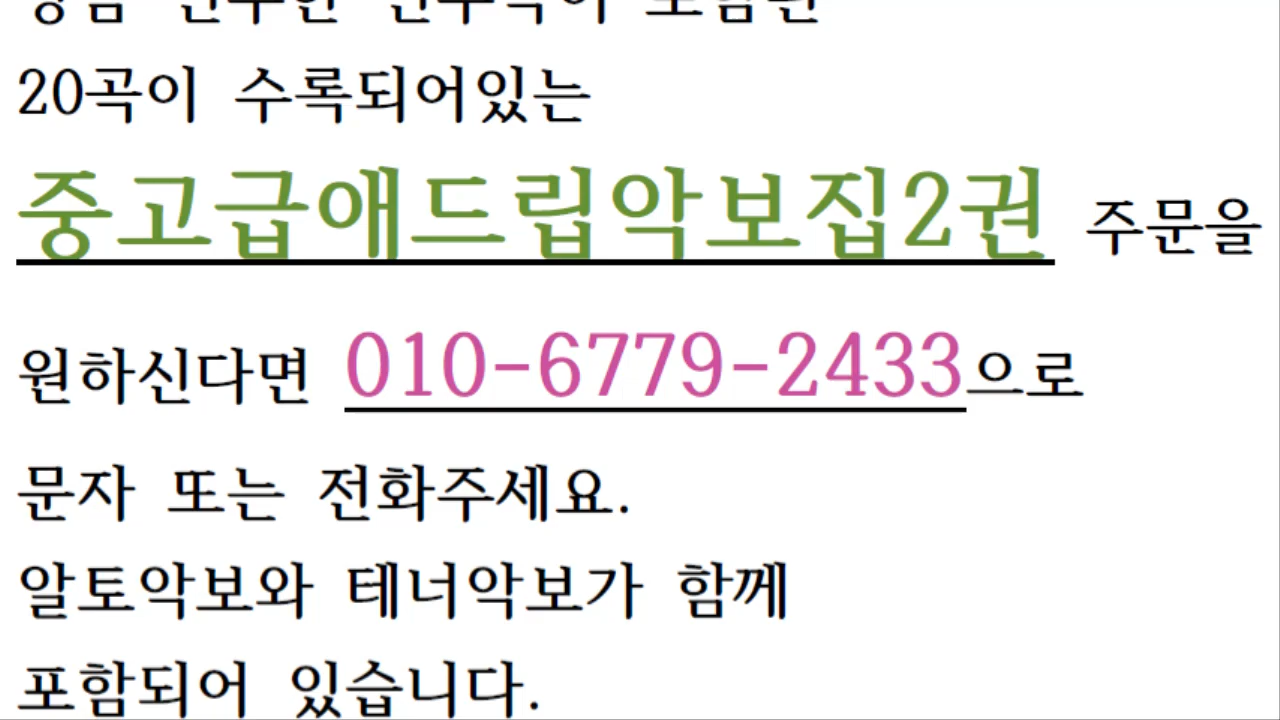 20곡이 수록되어있는
중고급애드립악보집2권 주문을
원하신다면 010-6779-2433으로
문자 또는 전화주세요.
알토악보와 테너악보가 함께
포함되어 있습니다.